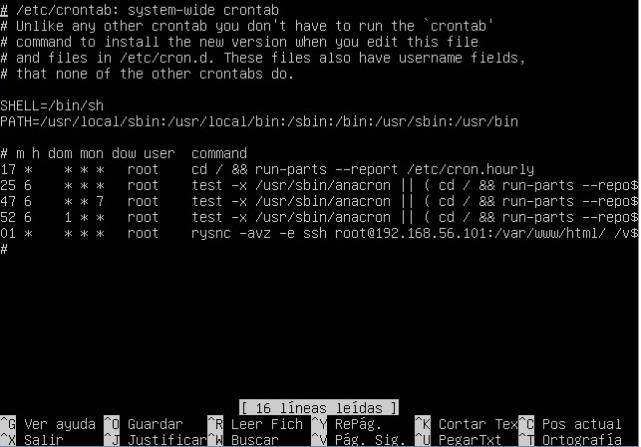 # /etc/crontab: system-wide crontab
# Unlike any other crontab you don't have to run the `crontab'
# command to install the new version when you edit this file
# and files in /etc/cron.d. These files also have username fields,
# that none of the other crontabs do.

SHELL=/bin/sh
PATH=/usr/local/sbin:/usr/local/bin:/sbin:/bin:/usr/sbin:/usr/bin

# m h dom mon dow user  command
17 *    * * *   root    cd / && run-parts --report /etc/cron.hourly
25 6    * * *   root    test -x /usr/sbin/anacron || ( cd / && run-parts --repo$
47 6    * * 7   root    test -x /usr/sbin/anacron || ( cd / && run-parts --repo$
52 6    1 * *   root    test -x /usr/sbin/anacron || ( cd / && run-parts --repo$
01 *    * * *   root    rysnc -avz -e ssh root@192.168.56.101:/var/www/html/ /v$
#
[ 16 líneas leídas ]
^G Ver ayuda ^O Guardar ^R Leer Fich ^Y RePág. ^K Cortar Tex ^C Pos actual
^X Salir ^J Justificar ^W Buscar ^V Pág. Sig. ^U PegarTxt ^T Ortografía